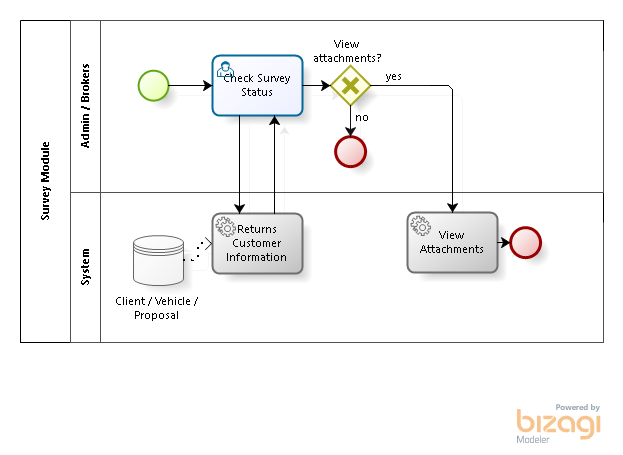 Survey Module
Admin / Brokers
System
Check Survey
Status
View
attachments?
yes
no
Returns
Customer
Information
View
Attachments
Client / Vehicle /
Proposal
Powered by
bizagi
Modeler